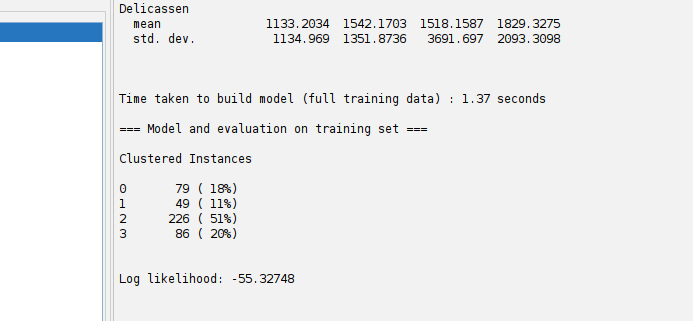 Delicassen
mean 1133.2034 1542.1703 1518.1587 1829.3275
std. dev. 1134.969 1351.8736 3691.697 2093.3098
Time taken to build model (full training data) : 1.37 seconds
=== Model and evaluation on training set ===
Clustered Instances
0 79 ( 18%)
1 49 ( 11%)
2 226 ( 51%)
3 86 ( 20%)
Log likelihood: -55.32748